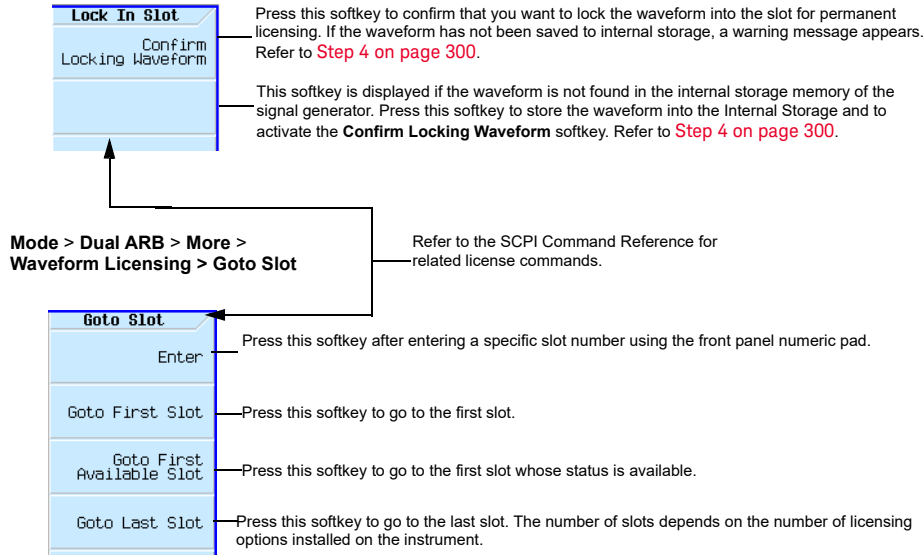 Lock In Slot
Confirm
Locking Waveform
Press this softkey to confirm that you want to lock the waveform into the slot for permanent
licensing. If the waveform has not been saved to internal storage, a warning message appears.
Refer to Step 4 on page 300.
This softkey is displayed if the waveform is not found in the internal storage memory of the
signal generator. Press this softkey to store the waveform into the Internal Storage and to
activate the Confirm Locking Waveform softkey. Refer to Step 4 on page 300.
Mode > Dual ARB > More >
Waveform Licensing > Goto Slot
Refer to the SCPI Command Reference for
related license commands.
Goto Slot
Enter
Press this softkey after entering a specific slot number using the front panel numeric pad.
Goto First Slot
Press this softkey to go to the first slot.
Goto First
Available Slot
Press this softkey to go to the first slot whose status is available.
Goto Last Slot
Press this softkey to go to the last slot. The number of slots depends on the number of licensing
options installed on the instrument.